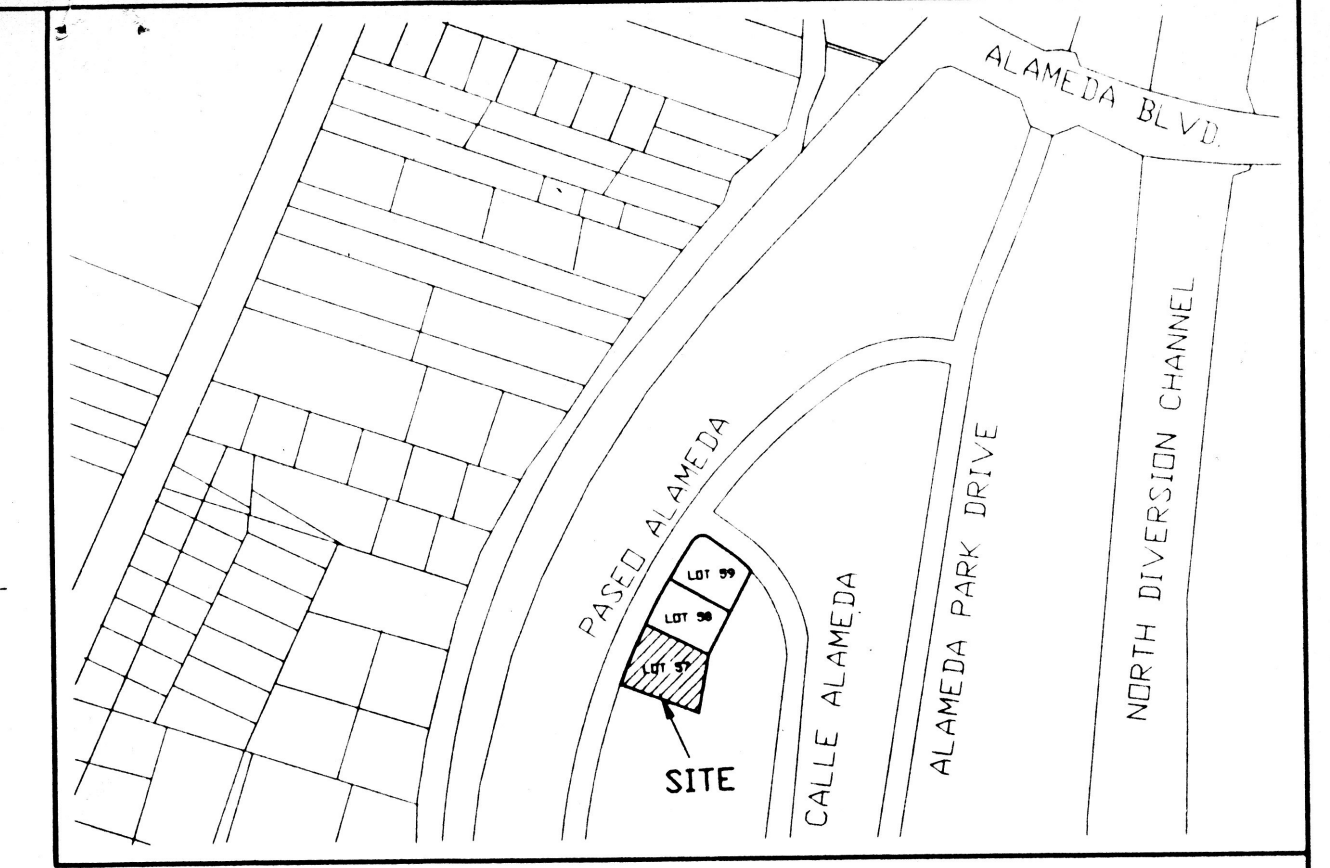 ALAMEDA BLVD.
NORTH DIVERSION CHANNEL
PASEO ALAMEDA
ALAMEDA PARK DRIVE
LOT 59
LOT 58
LOT 57
CALLE ALAMEDA
SITE